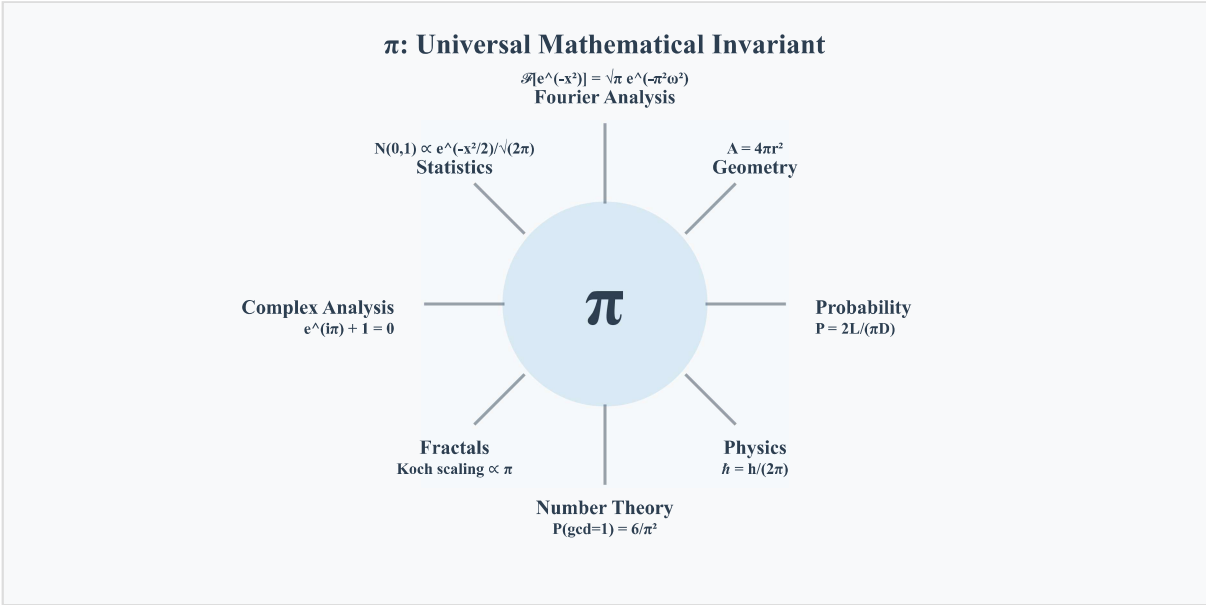 π: Universal Mathematical Invariant
ℱ[e^(-x²)] = √π e^(-π²ω²)
Fourier Analysis
N(0,1) ∝ e^(-x²/2)/√(2π)
Statistics
A = 4πr²
Geometry
Complex Analysis
e^(iπ) + 1 = 0
π
Probability
P = 2L/(πD)
Fractals
Koch scaling ∝ π
Physics
ℏ = h/(2π)
Number Theory
P(gcd=1) = 6/π²